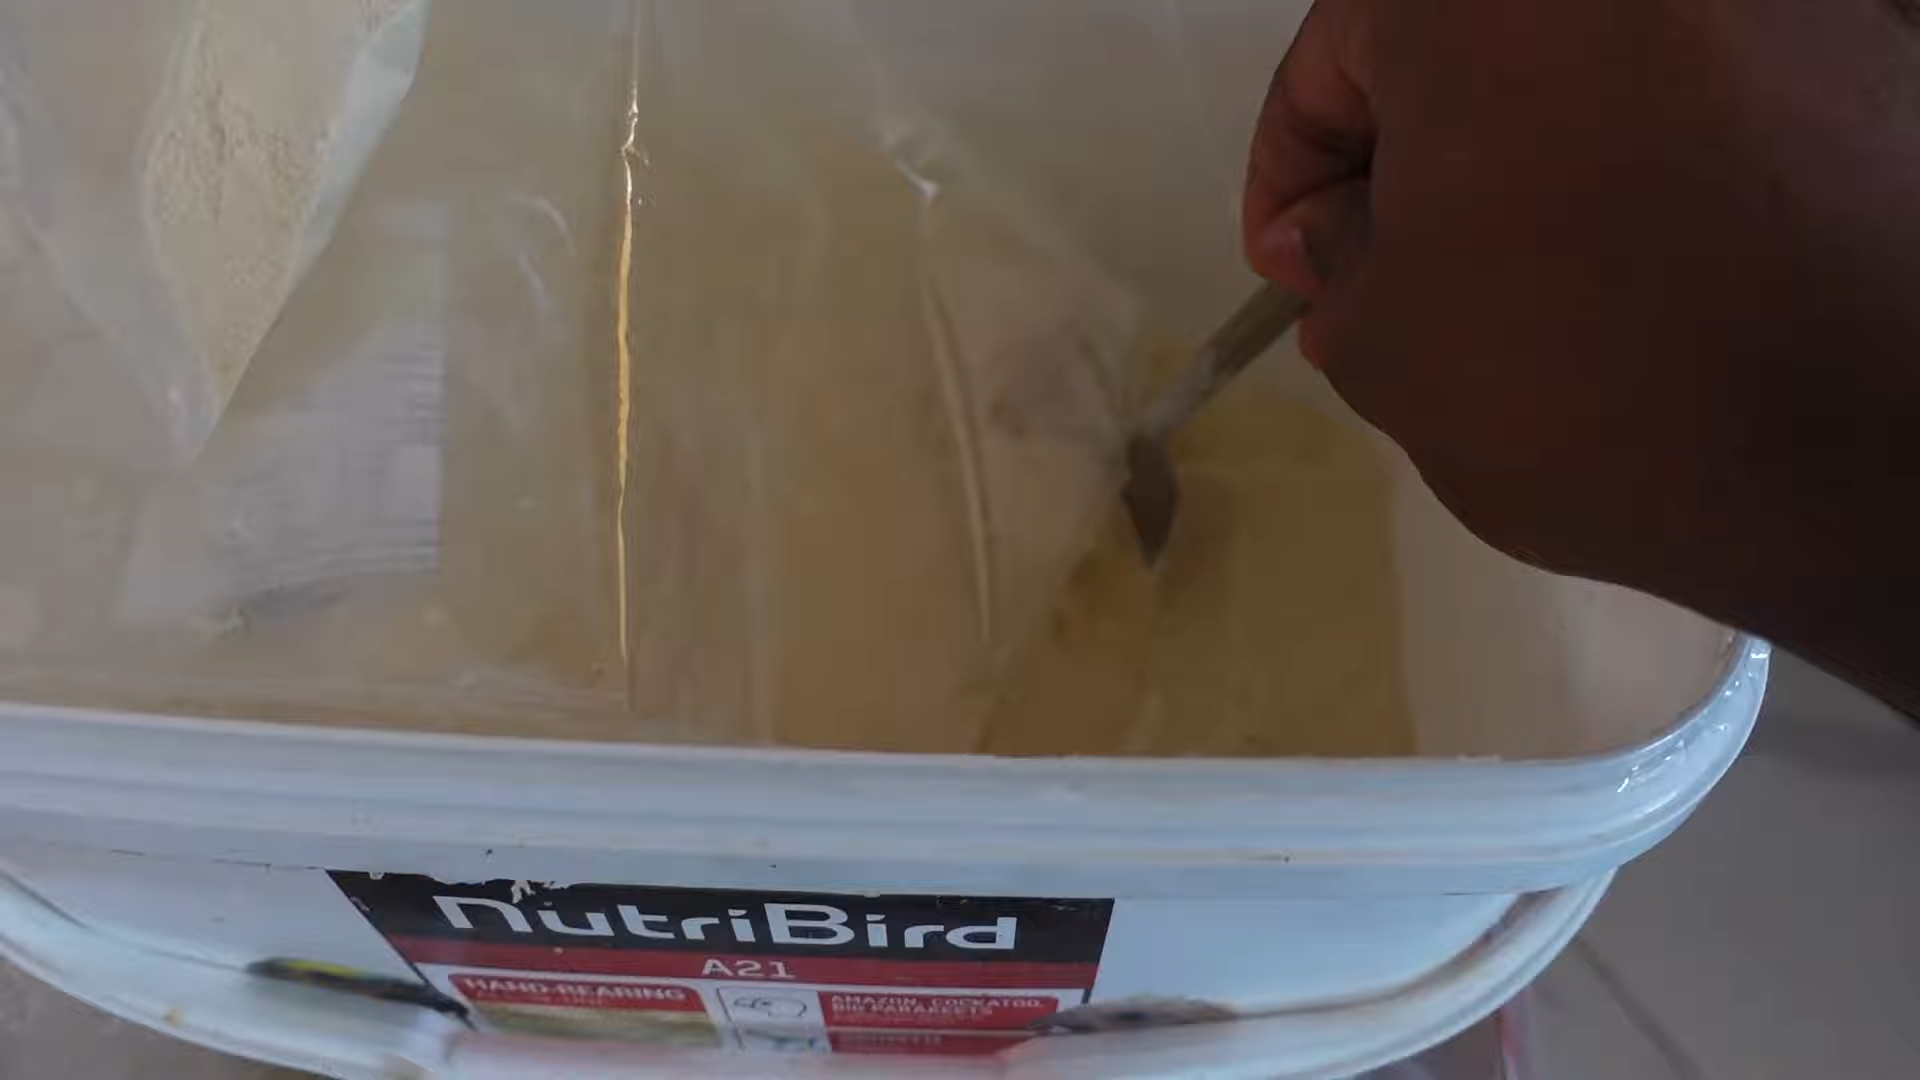 nutriBird
A21
HAND-REARING
AMAZON, COCKATOO,
BIG PARAKEETS